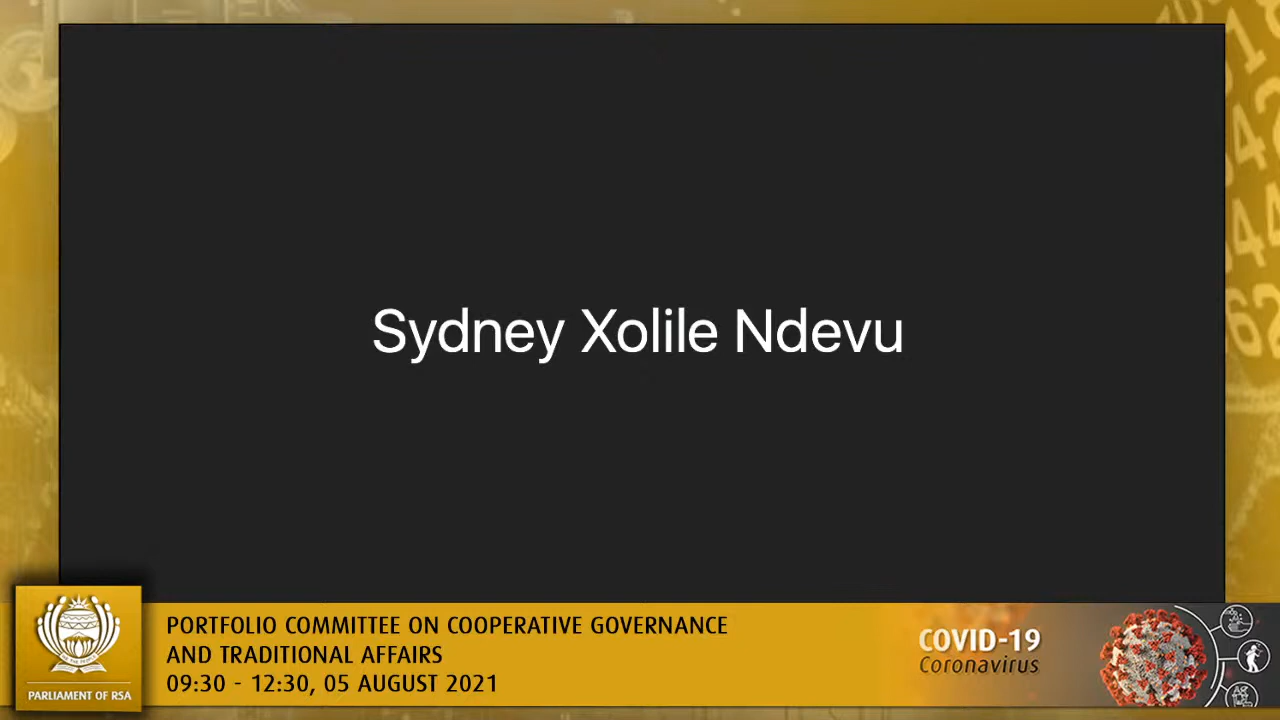 Sydney Xolile Ndevu
PORTFOLIO COMMITTEE ON COOPERATIVE GOVERNANCE
AND TRADITIONAL AFFAIRS
09:30 - 12:30, 05 AUGUST 2021
PARLIAMENT OF RSA
COVID-19
Coronavirus